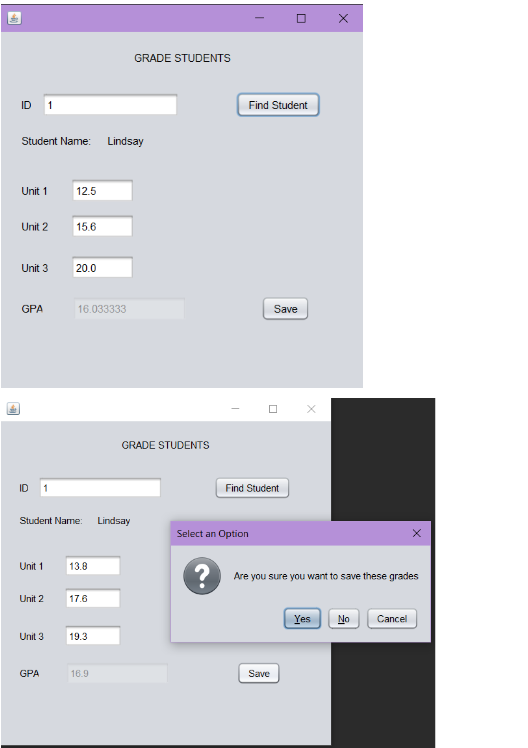 GRADE STUDENTS
ID 1 Find Student
Student Name: Lindsay
Unit 1 12.5
Unit 2 15.6
Unit 3 20.0
GPA 16.033333 Save
GRADE STUDENTS
ID 1 Find Student
Student Name: Lindsay
Select an Option
Are you sure you want to save these grades
Yes No Cancel
Unit 1 13.8
Unit 2 17.6
Unit 3 19.3
GPA 16.9 Save